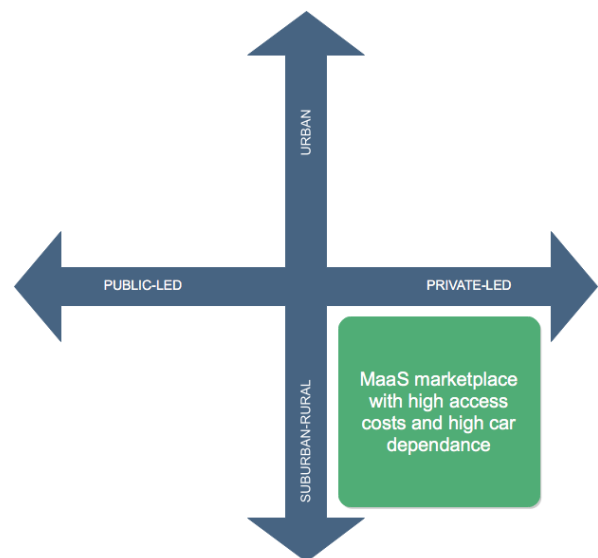 URBAN
PUBLIC-LED
PRIVATE-LED
SUBURBAN-RURAL
MaaS marketplace
with high access
costs and high car
dependance